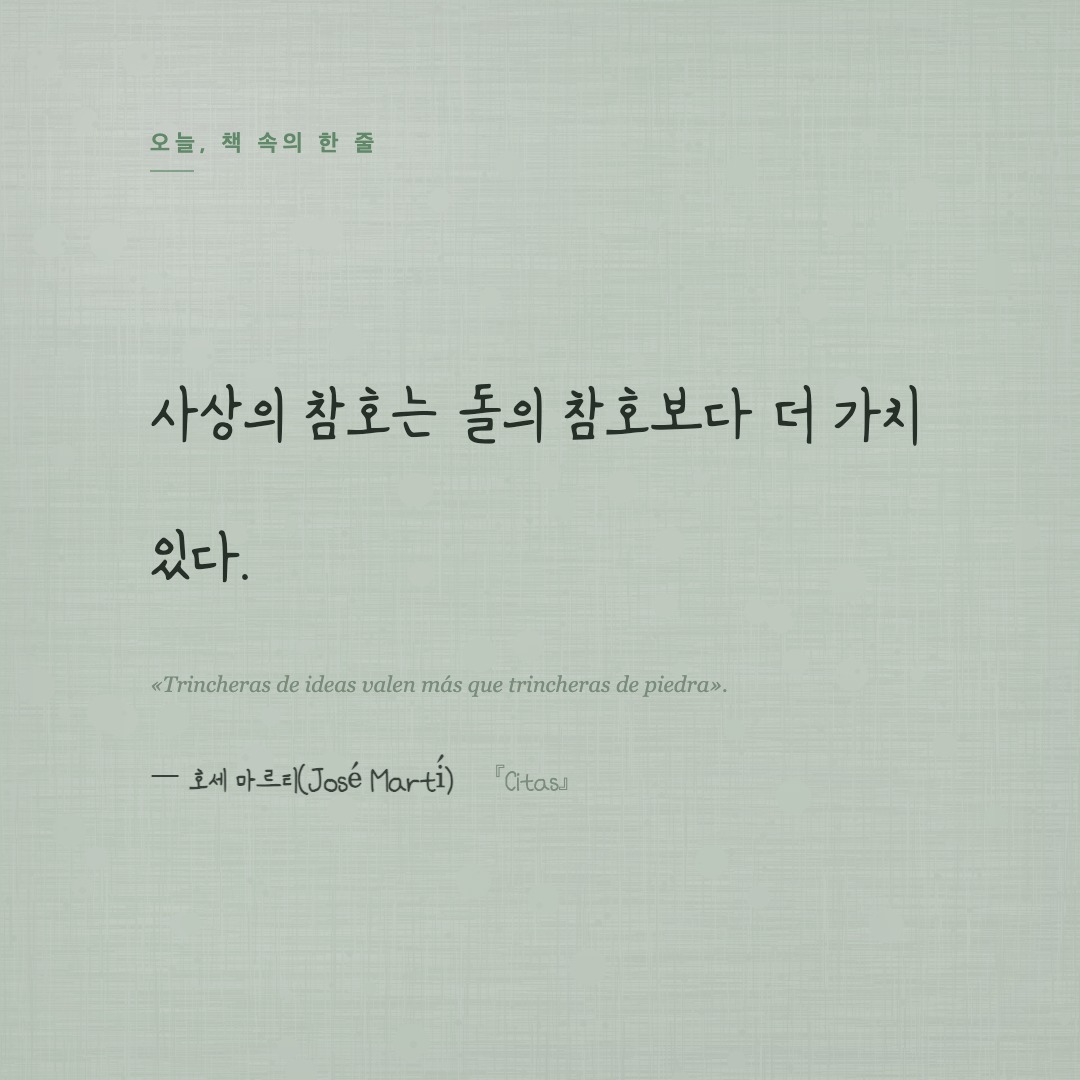 오늘, 책 속의 한 줄
사상의 참호는 돌의 참호보다 더 가치
있다.
«Trincheras de ideas valen más que trincheras de piedra».
— 호세 마르티(José Martí) 『Citas』